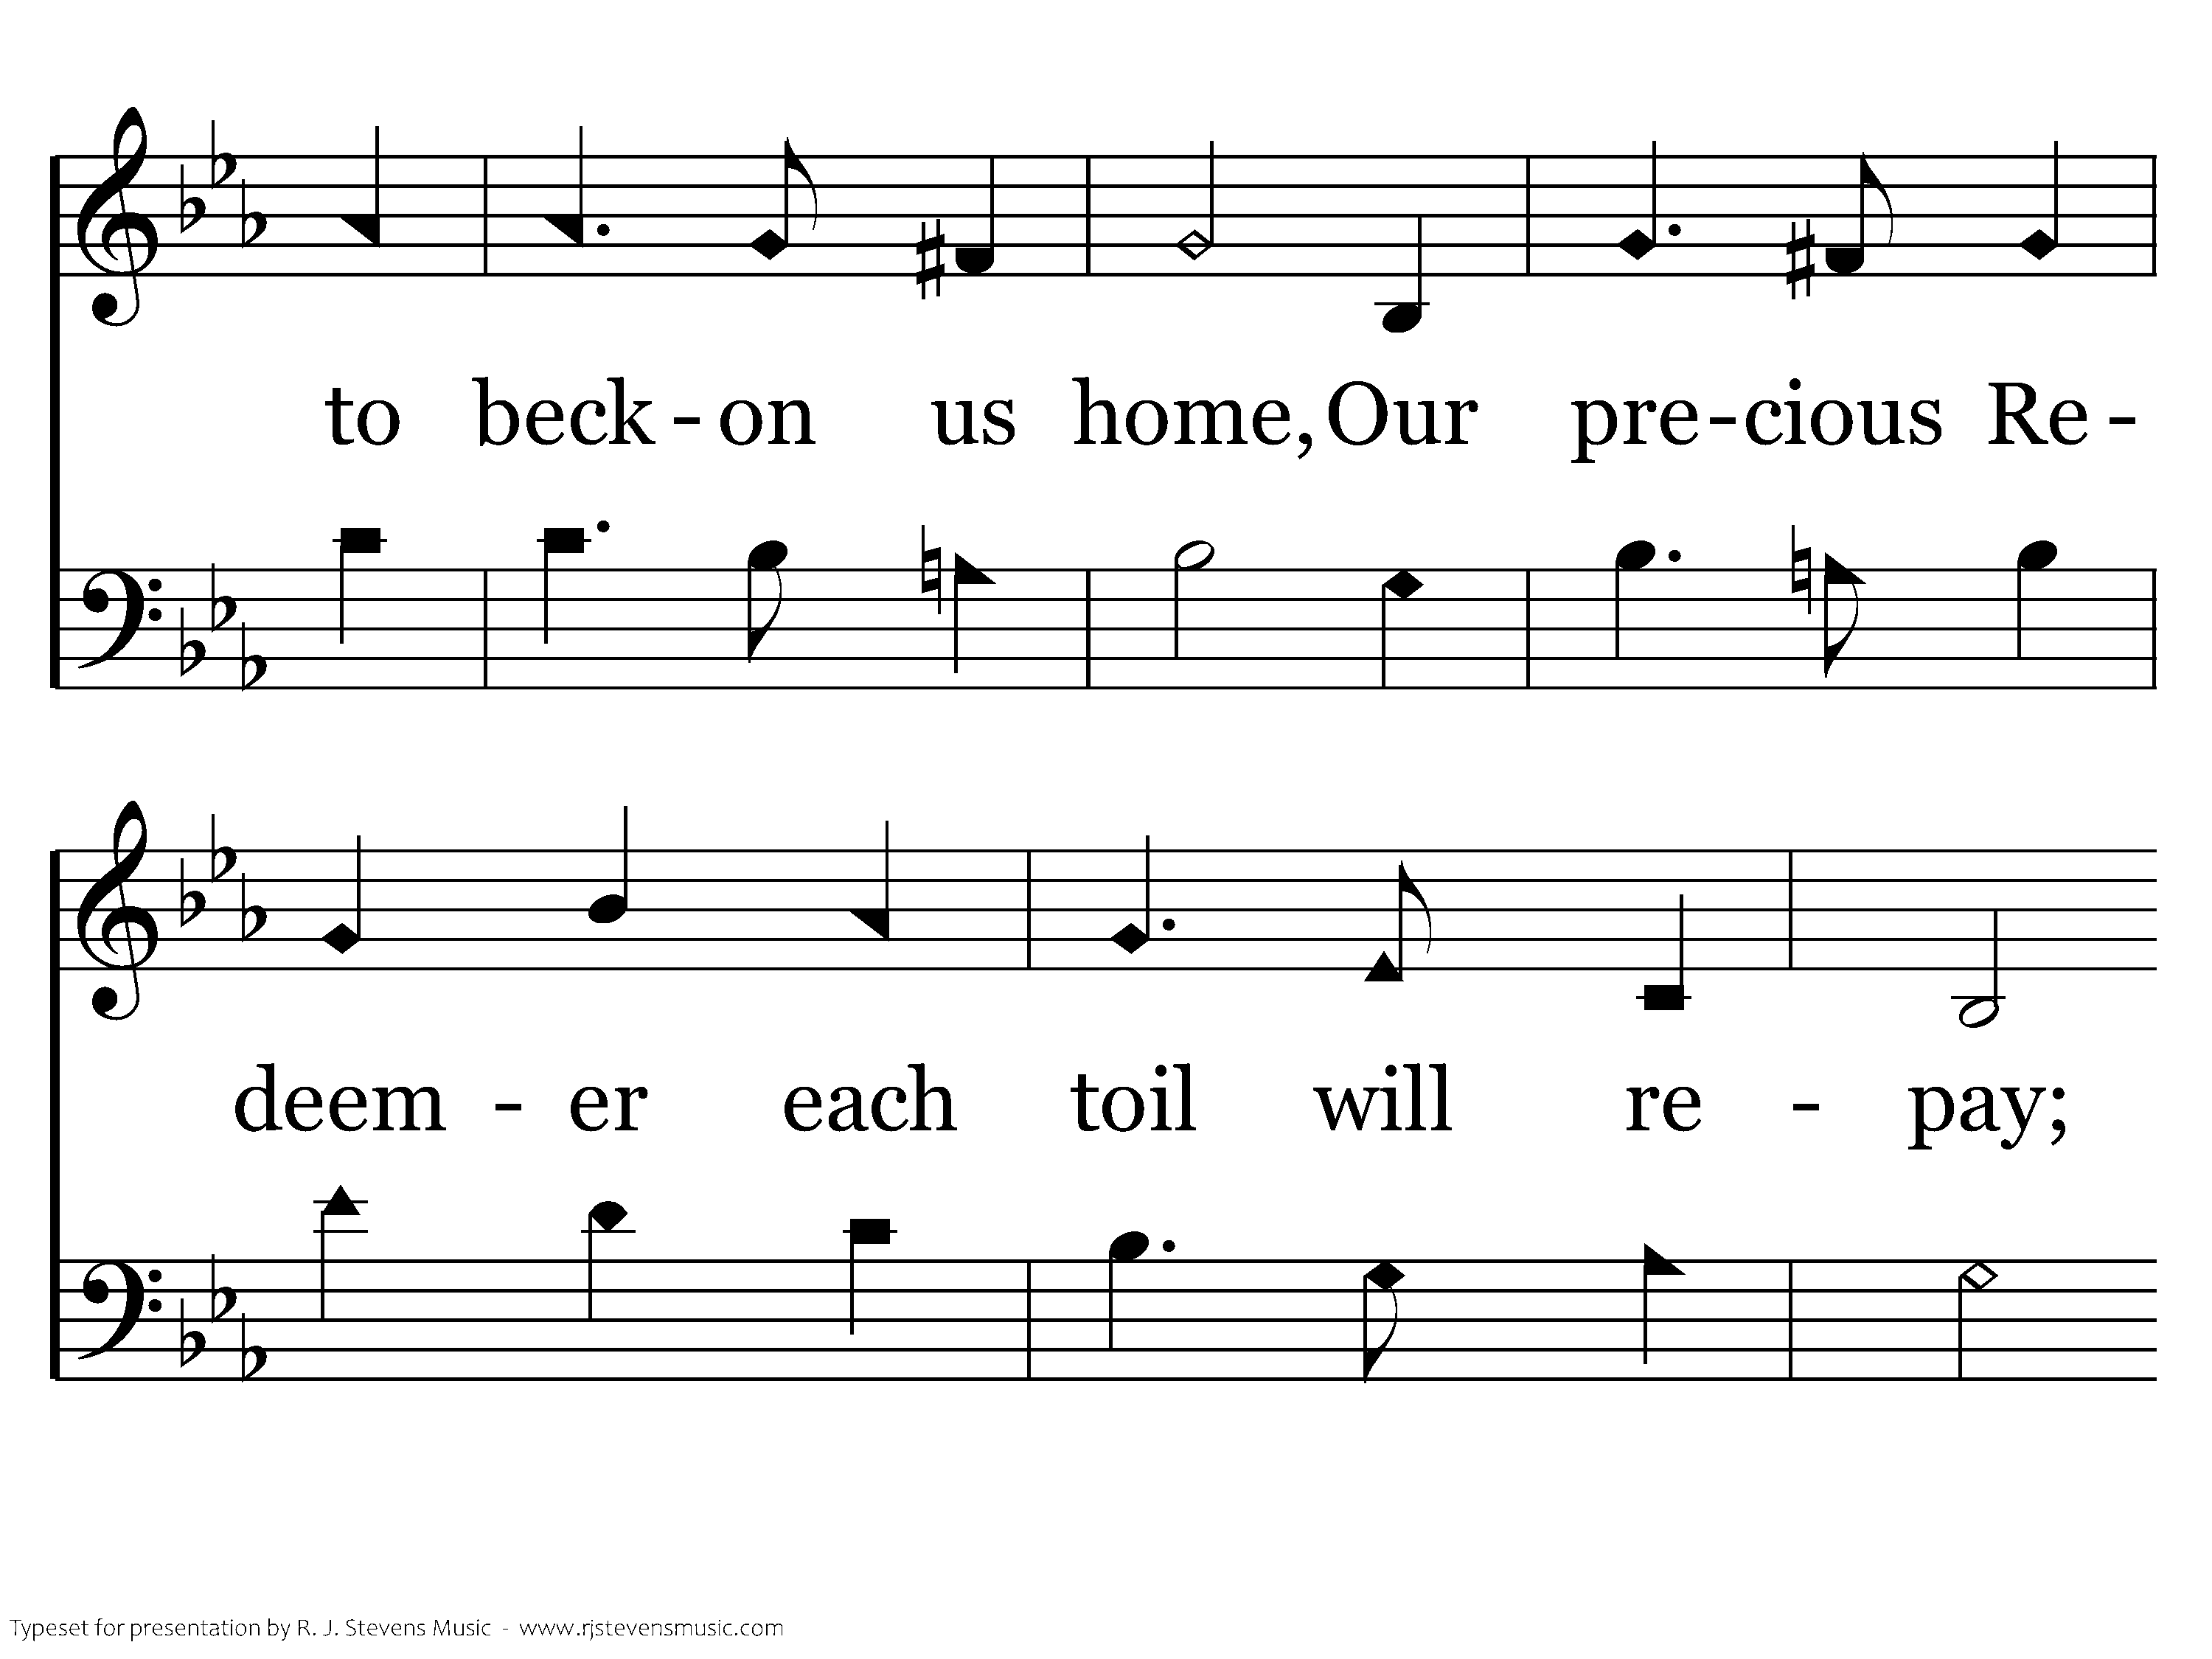 to beck - on us home, Our pre - cious Re -
deem - er each toil will re - pay;
Typeset for presentation by R. J. Stevens Music - www.rjstevensmusic.com